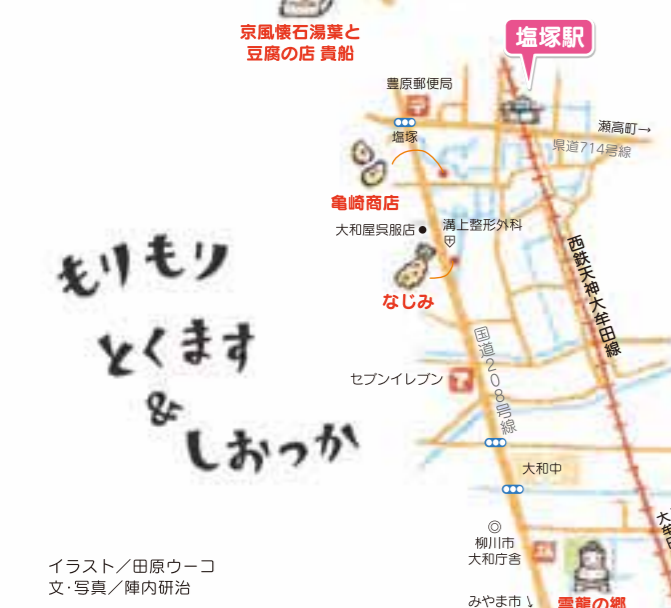 京風懐石湯葉と
豆腐の店 貴船
塩塚駅
豊原郵便局
塩塚
瀬高町→
県道714号線
亀崎商店
大和屋呉服店
溝上整形外科
なじみ
西鉄天神大牟田線
国道208号線
セブンイレブン
もりもり
とくます
&
しおつか
大和中
柳川市
大和庁舎
みやま市
雲龍の郷
イラスト／田原ウーコ
文・写真／陣内研治